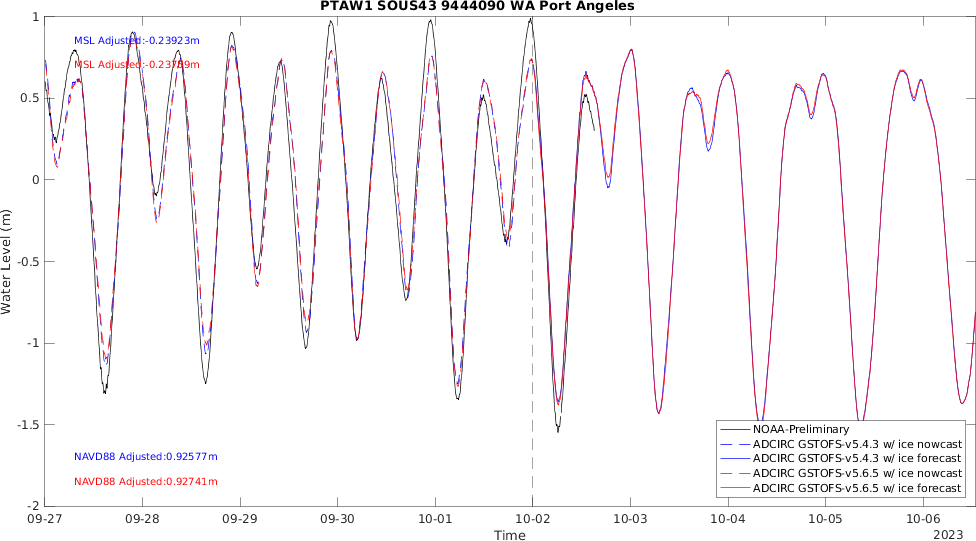 PTAW1 SOUS43 9444090 WA Port Angeles
1
0.5
0
-0.5
-1
-1.5
-2
Water Level (m)
MSL Adjusted:-0.23923m
MSL Adjusted:-0.23759m
NAVD88 Adjusted:0.92577m
NAVD88 Adjusted:0.92741m
NOAA-Preliminary
ADCIRC GSTOFS-v5.4.3 w/ ice nowcast
ADCIRC GSTOFS-v5.4.3 w/ ice forecast
ADCIRC GSTOFS-v5.6.5 w/ ice nowcast
ADCIRC GSTOFS-v5.6.5 w/ ice forecast
09-27 09-28 09-29 09-30 10-01 10-02 10-03 10-04 10-05 10-06
Time
2023